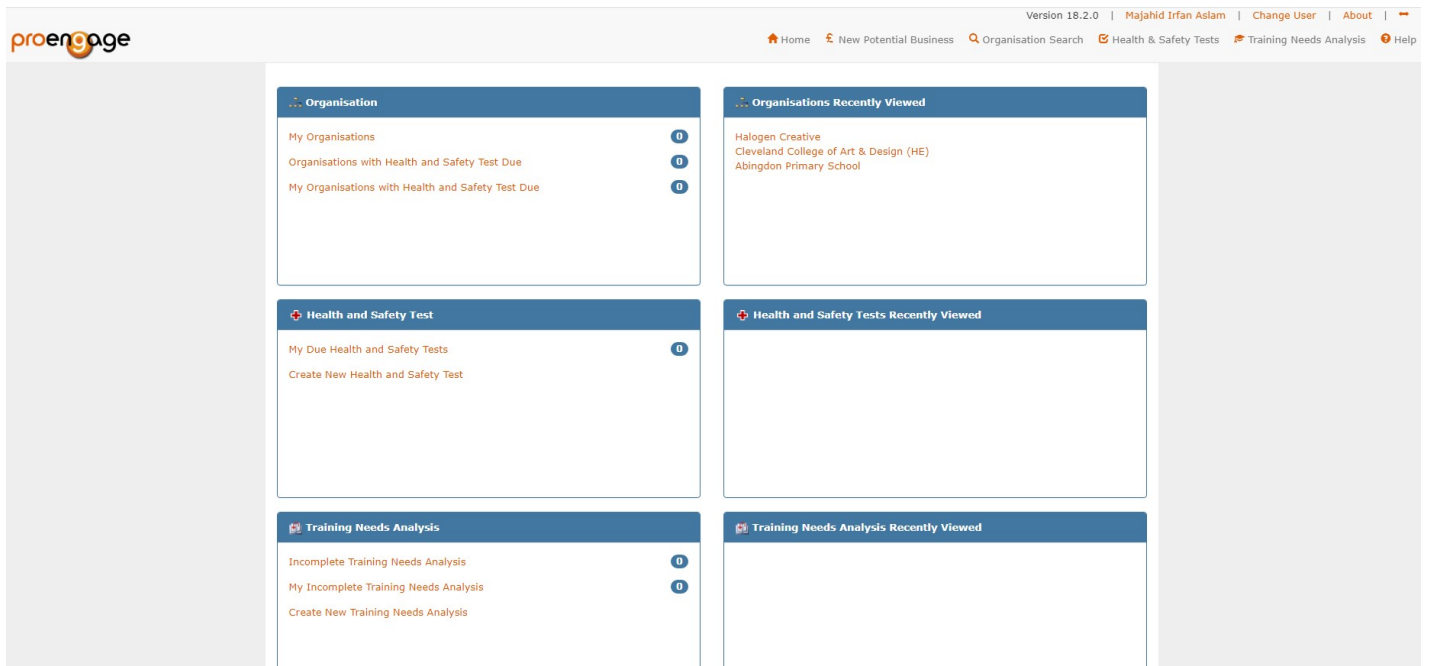 Version 18.2.0 | Majahid Irfan Aslam | Change User | About |
proengage
Home New Potential Business Organisation Search Health & Safety Tests Training Needs Analysis Help
Organisation
My Organisations 0
Organisations with Health and Safety Test Due 0
My Organisations with Health and Safety Test Due 0
Organisations Recently Viewed
Halogen Creative
Cleveland College of Art & Design (HE)
Abingdon Primary School
Health and Safety Test
My Due Health and Safety Tests 0
Create New Health and Safety Test
Health and Safety Tests Recently Viewed
Training Needs Analysis
Incomplete Training Needs Analysis 0
My Incomplete Training Needs Analysis 0
Create New Training Needs Analysis
Training Needs Analysis Recently Viewed